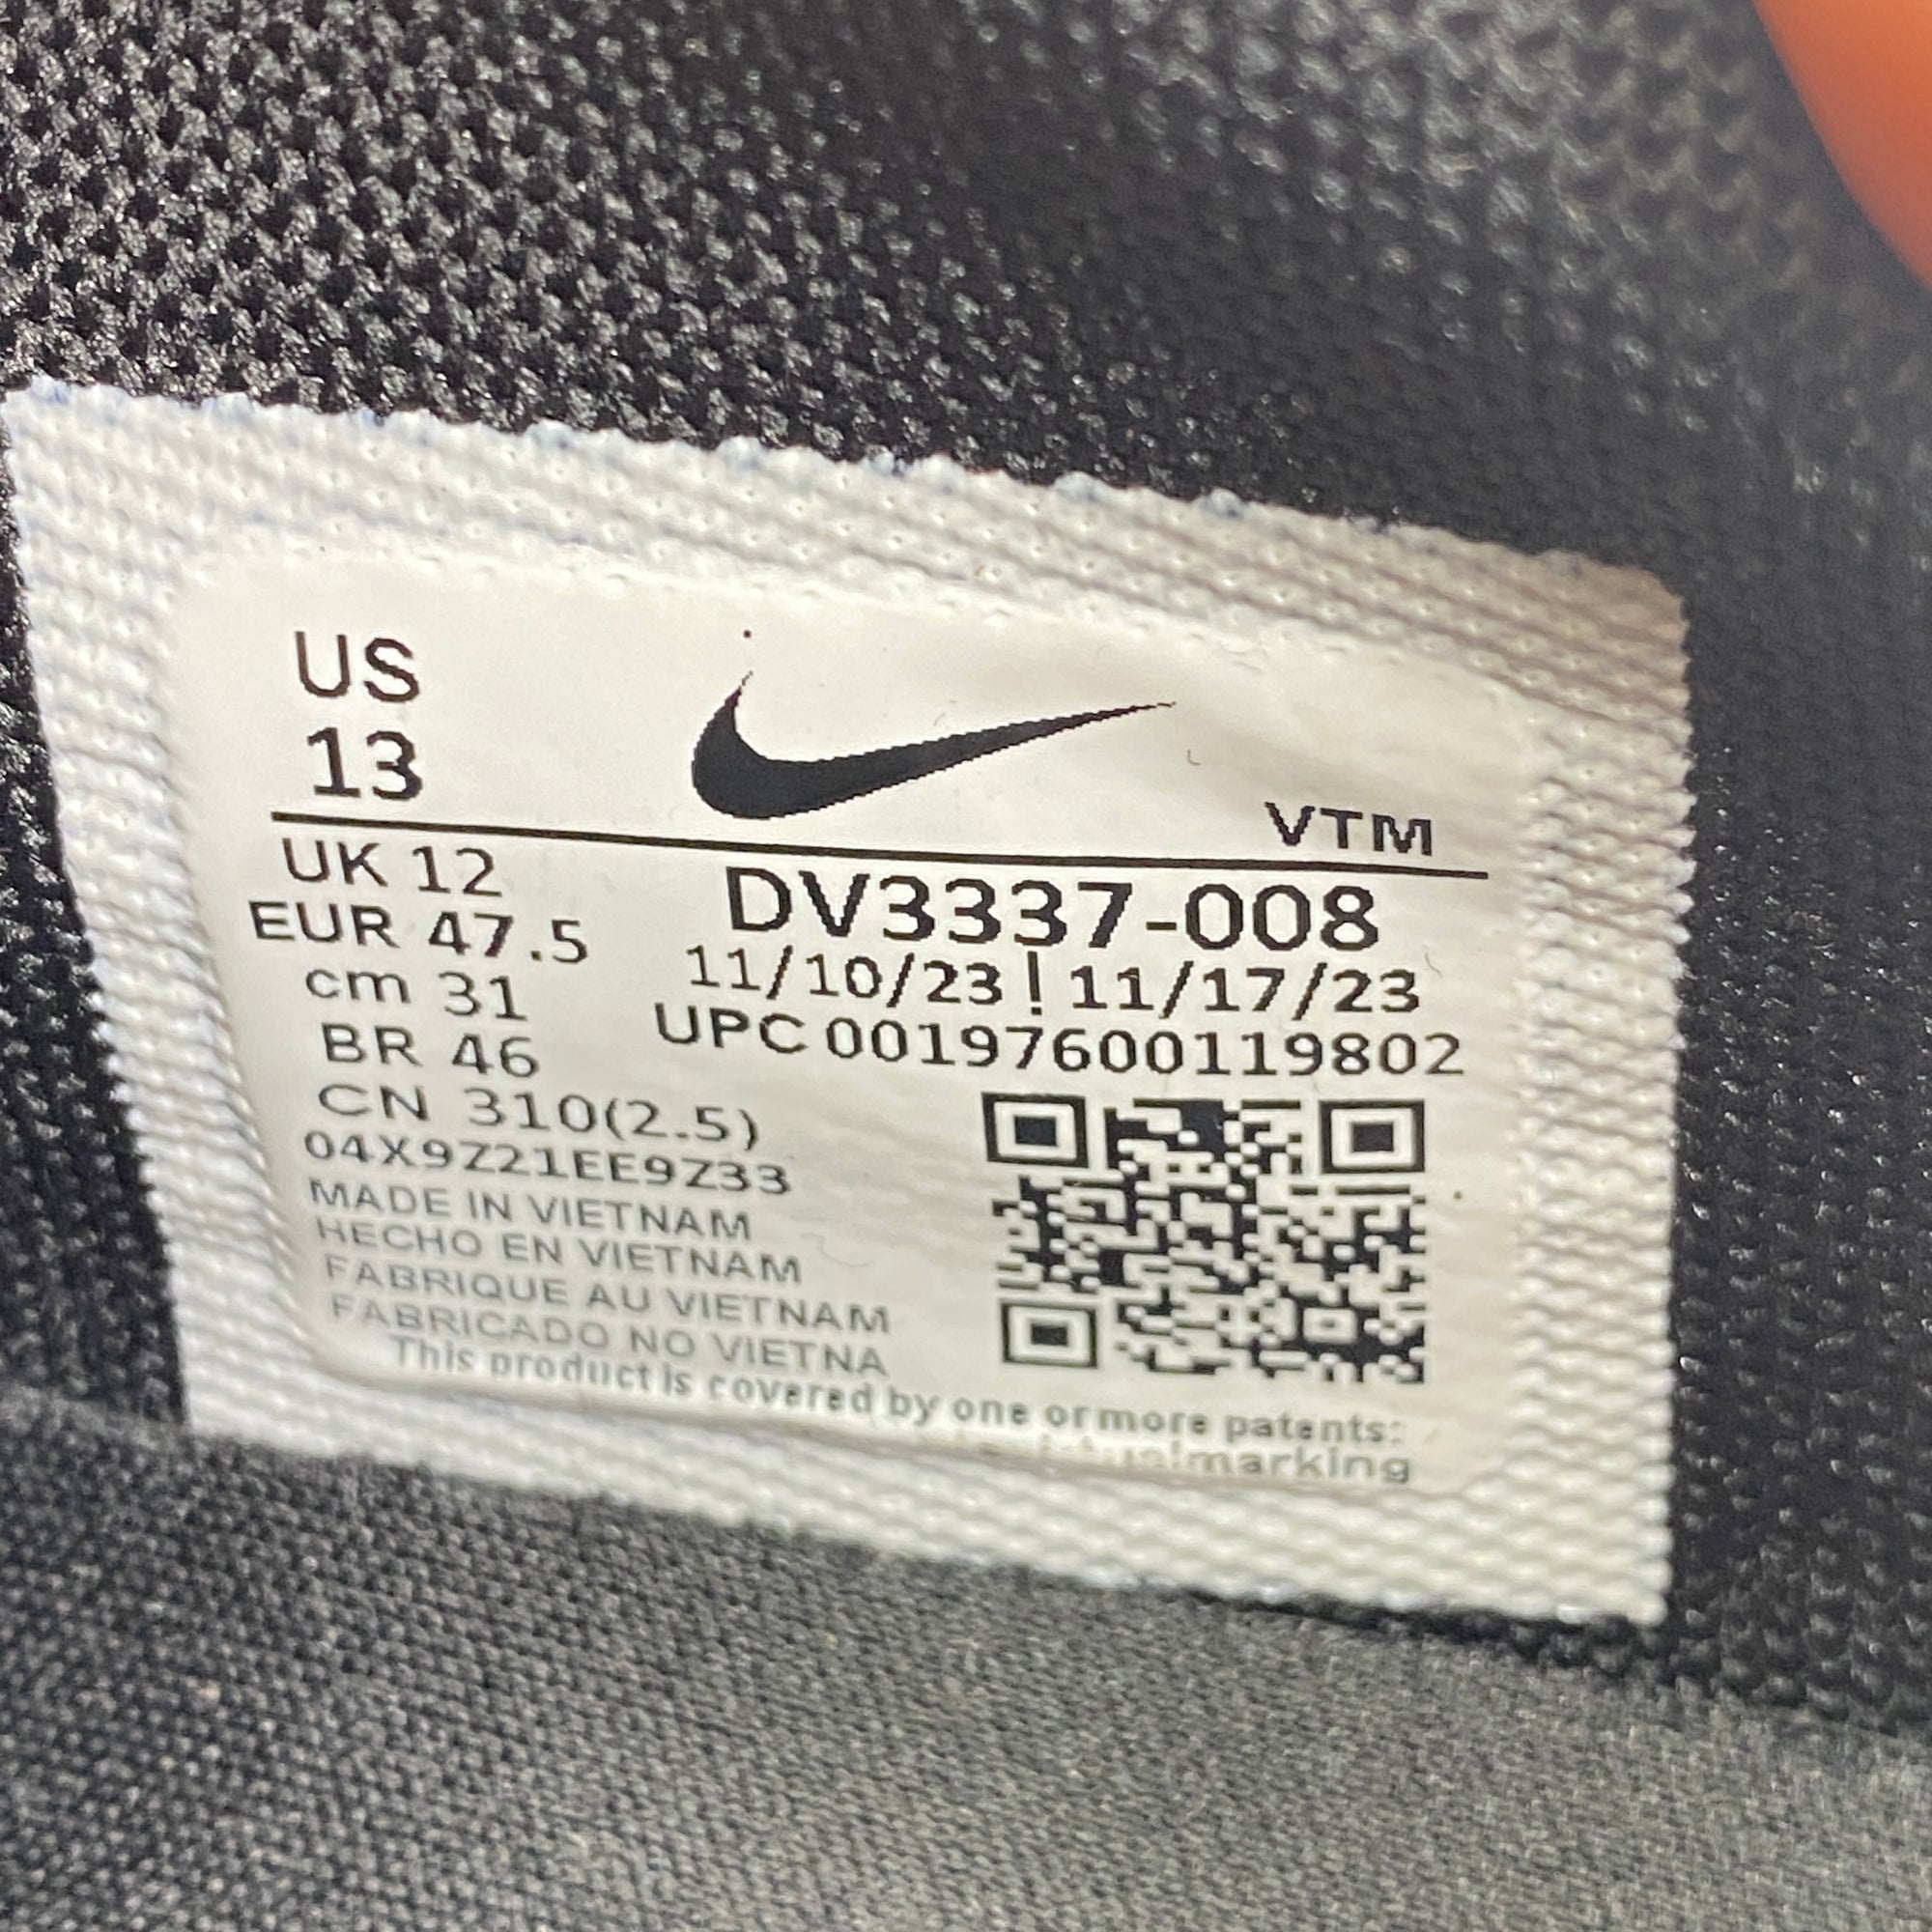 US
13
VTM
UK 12
EUR 47.5
cm 31
BR 46
CN 310(2.5)
DV3337-008
11/10/23 | 11/17/23
UPC 00197600119802
04X9Z21EE9Z33
MADE IN VIETNAM
HECHO EN VIETNAM
FABRIQUE AU VIETNAM
FABRICADO NO VIETNA
This product is covered by one or more patents: